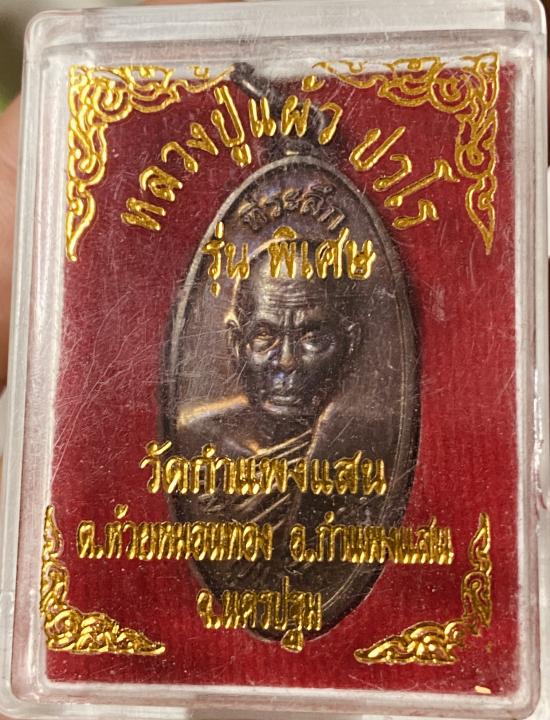 หลวงปู่แผ้ว ปวโร
ที่ระลึก
รุ่น พิเศษ
วัดกำแพงแสน
ต.ห้วยหมอนทอง อ.กำแพงแสน
จ.นครปฐม